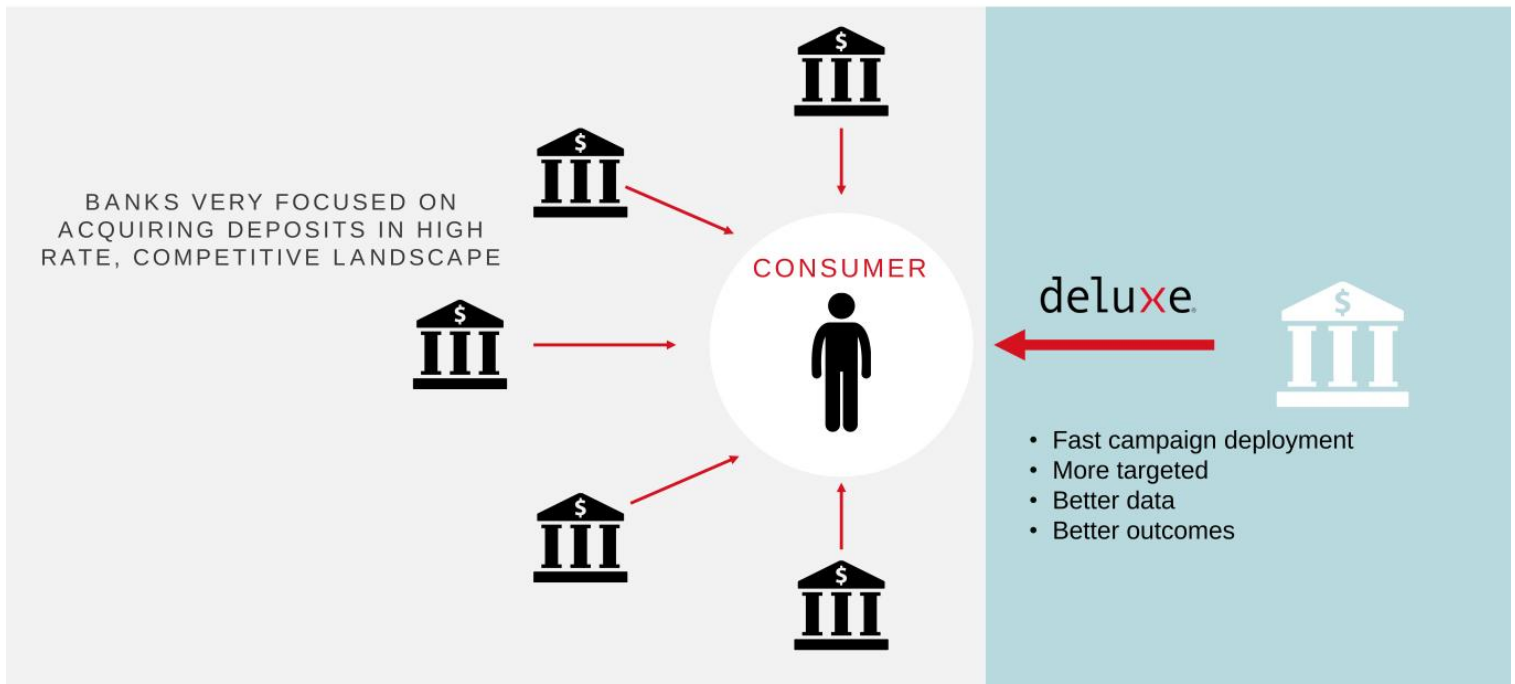 BANKS VERY FOCUSED ON
ACQUIRING DEPOSITS IN HIGH
RATE, COMPETITIVE LANDSCAPE
$
$
$
$
$
CONSUMER
deluxe®
$
• Fast campaign deployment
• More targeted
• Better data
• Better outcomes